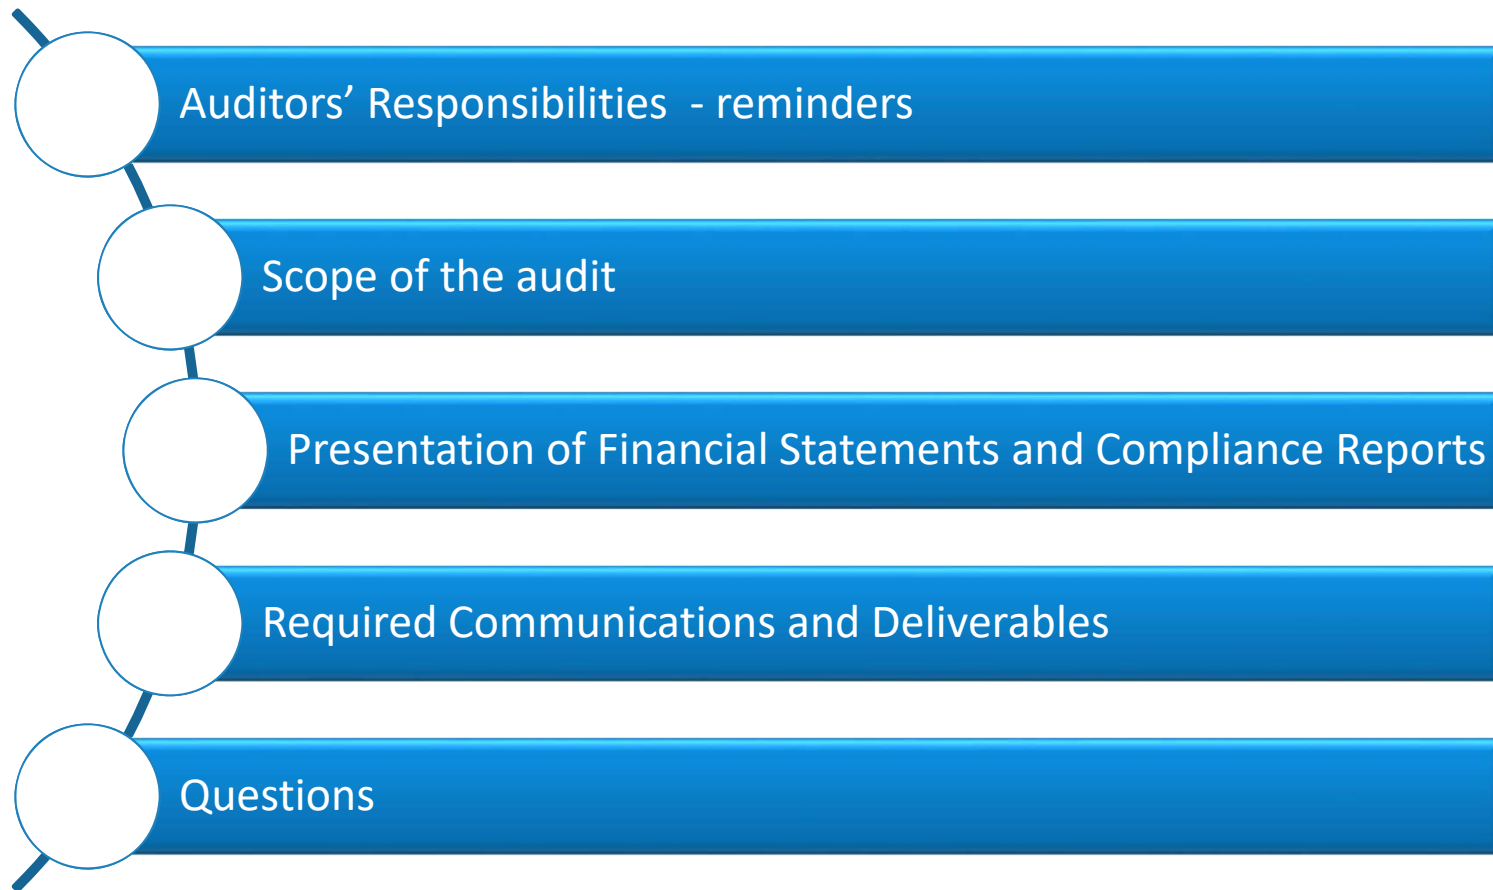 Auditors’ Responsibilities  - reminders
Scope of the audit
Presentation of Financial Statements and Compliance Reports
Required Communications and Deliverables
Questions